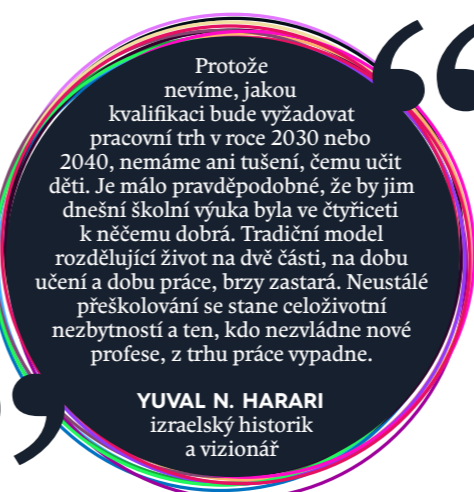 Protože
nevíme, jakou
kvalifikaci bude vyžadovat
pracovní trh v roce 2030 nebo
2040, nemáme ani tušení, čemu učit
děti. Je málo pravděpodobné, že by jim
dnešní školní výuka byla ve čtyřiceti
k něčemu dobrá. Tradiční model
rozdělující život na dvě části, na dobu
učení a dobu práce, brzy zastará. Neustálé
přeškolování se stane celoživotní
nezbytností a ten, kdo nezvládne nové
profese, z trhu práce vypadne.
YUVAL N. HARARI
izraelský historik
a vizionář